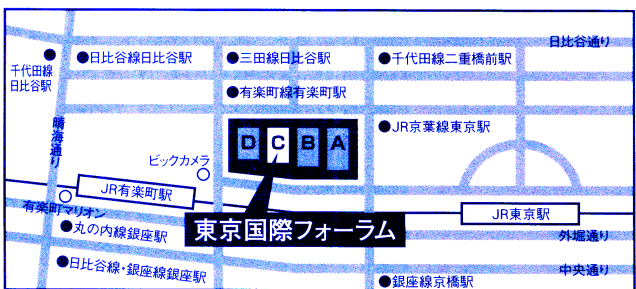 日比谷通り
千代田線
日比谷駅
日比谷線日比谷駅
三田線日比谷駅
千代田線二重橋前駅
有楽町線有楽町駅
晴海通り
D C B A
JR京葉線東京駅
ビックカメラ
JR有楽町駅
有楽町マリオン
東京国際フォーラム
JR東京駅
丸の内線銀座駅
外堀通り
日比谷線・銀座線銀座駅
中央通り
銀座線京橋駅